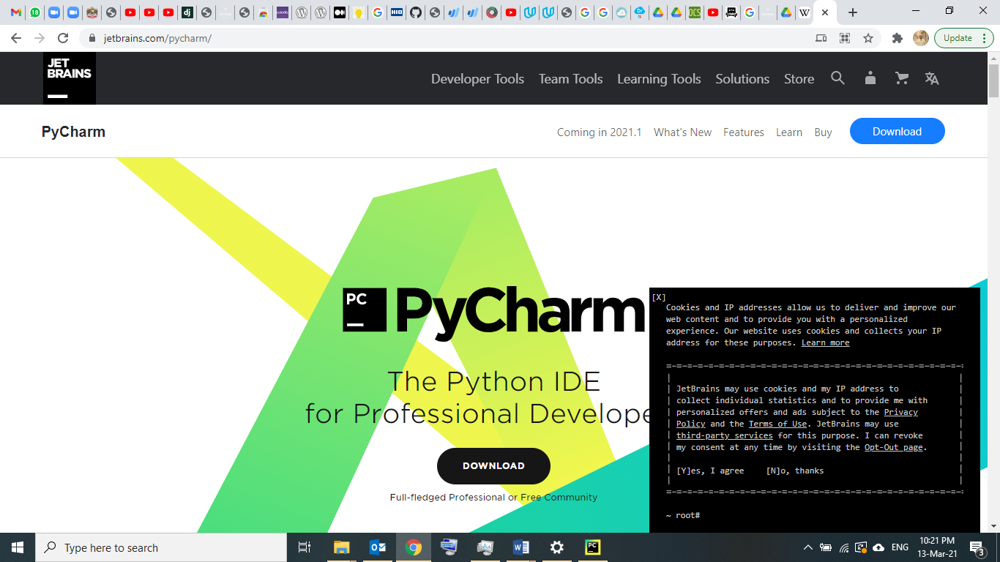 jetbrains.com/pycharm/
Update
JET
BRAINS
Developer Tools Team Tools Learning Tools Solutions Store
PyCharm
Coming in 2021.1 What's New Features Learn Buy Download
PC PyCharm
The Python IDE
for Professional Develope
DOWNLOAD
Full-fledged Professional or Free Community
[X]
Cookies and IP addresses allow us to deliver and improve our
web content and to provide you with a personalized
experience. Our website uses cookies and collects your IP
address for these purposes. Learn more
JetBrains may use cookies and my IP address to
collect individual statistics and to provide me with
personalized offers and ads subject to the Privacy
Policy and the Terms of Use. JetBrains may use
third-party services for this purpose. I can revoke
my consent at any time by visiting the Opt-Out page.
[Y]es, I agree [N]o, thanks
~ root#
Type here to search
ENG
10:21 PM
13-Mar-21
3